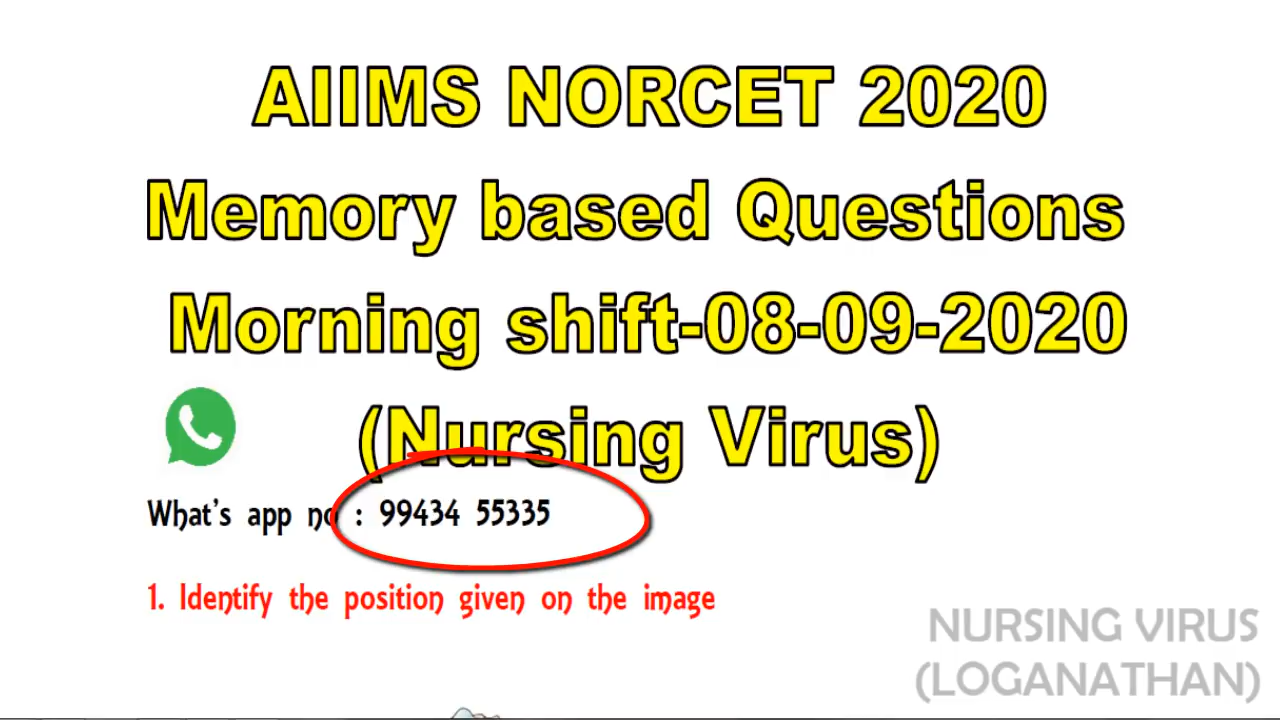 AIIMS NORCET 2020
Memory based Questions
Morning shift-08-09-2020
(Nursing Virus)
What's app no : 99434 55335
1. Identify the position given on the image
NURSING VIRUS
(LOGANATHAN)